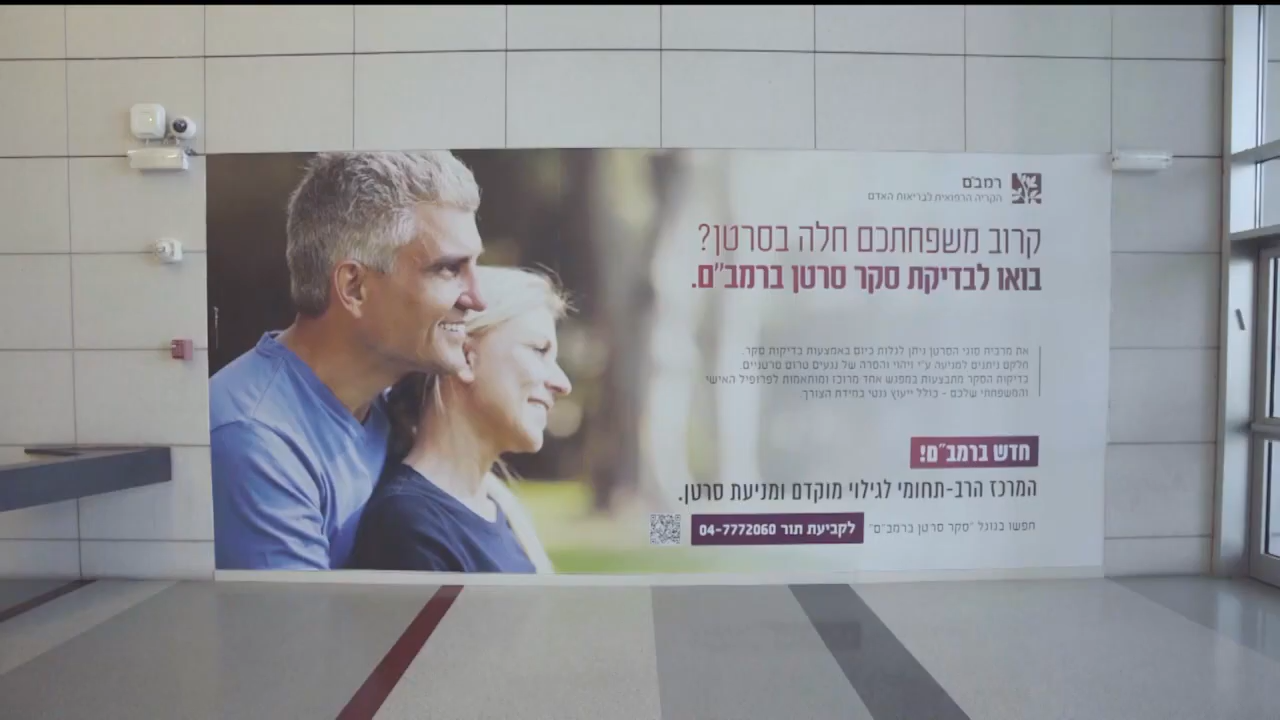 רמב"ם
הקריה הרפואית לבריאות האדם
קרוב משפחתכם חלה בסרטן?
בואו לבדיקת סקר סרטן ברמב"ם.
את מרבית סוגי הסרטן ניתן לגלות כיום באמצעות בדיקות סקר.
חלקם ניתנים למניעה ע"י זיהוי והסרה של נגעים טרום סרטניים.
בדיקות הסקר מתבצעות במפגש אחד מרוכז ומותאמות לפרופיל האישי
והמשפחתי שלכם - כולל ייעוץ גנטי במידת הצורך.
חדש ברמב"ם!
המרכז הרב-תחומי לגילוי מוקדם ומניעת סרטן.
חפשו בגוגל "סקר סרטן ברמב"ם" לקביעת תור 04-7772060